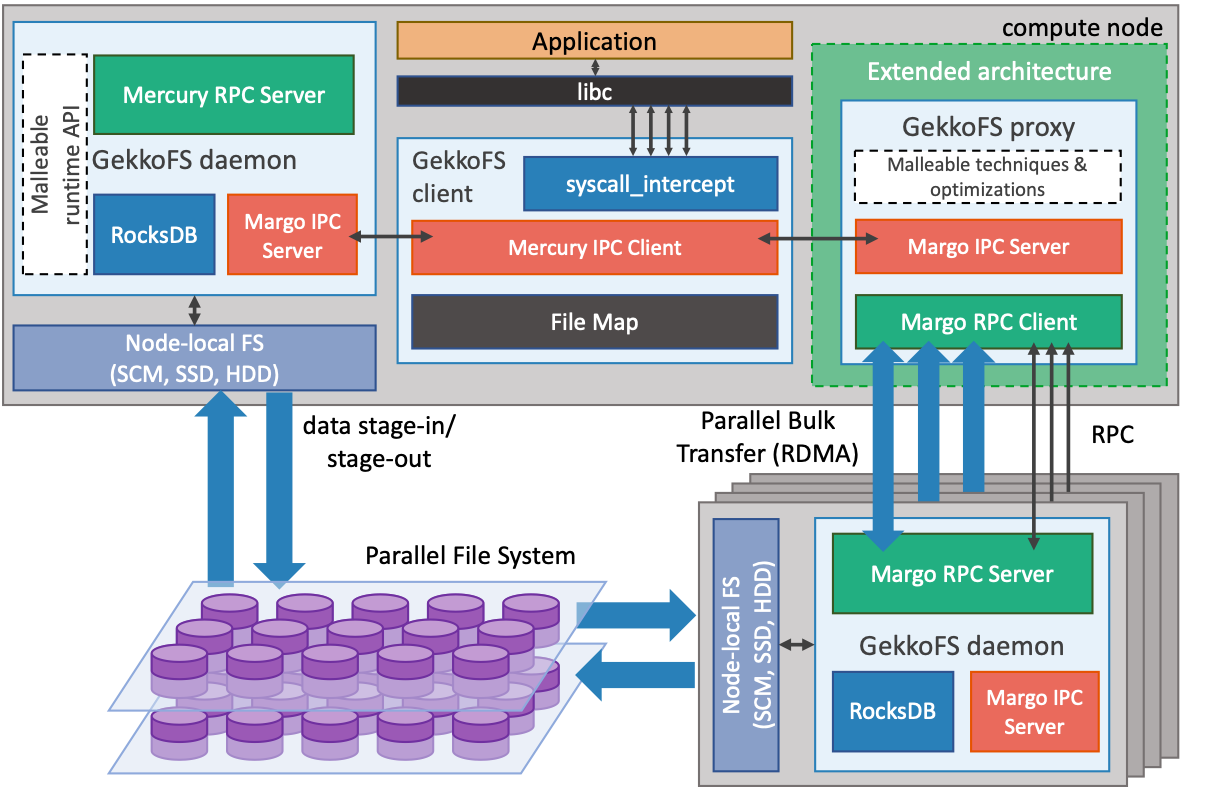 compute node
Malleable
runtime API
Mercury RPC Server
GekkoFS daemon
RocksDB
Margo IPC
Server
Node-local FS
(SCM, SSD, HDD)
Application
libc
GekkoFS
client
syscall_intercept
Mercury IPC Client
File Map
Extended architecture
GekkoFS proxy
Malleable techniques &
optimizations
Margo IPC Server
Margo RPC Client
data stage-in/
stage-out
Parallel Bulk
Transfer (RDMA)
RPC
Parallel File System
Node-local FS
(SCM, SSD, HDD)
Margo RPC Server
GekkoFS daemon
RocksDB
Margo IPC
Server